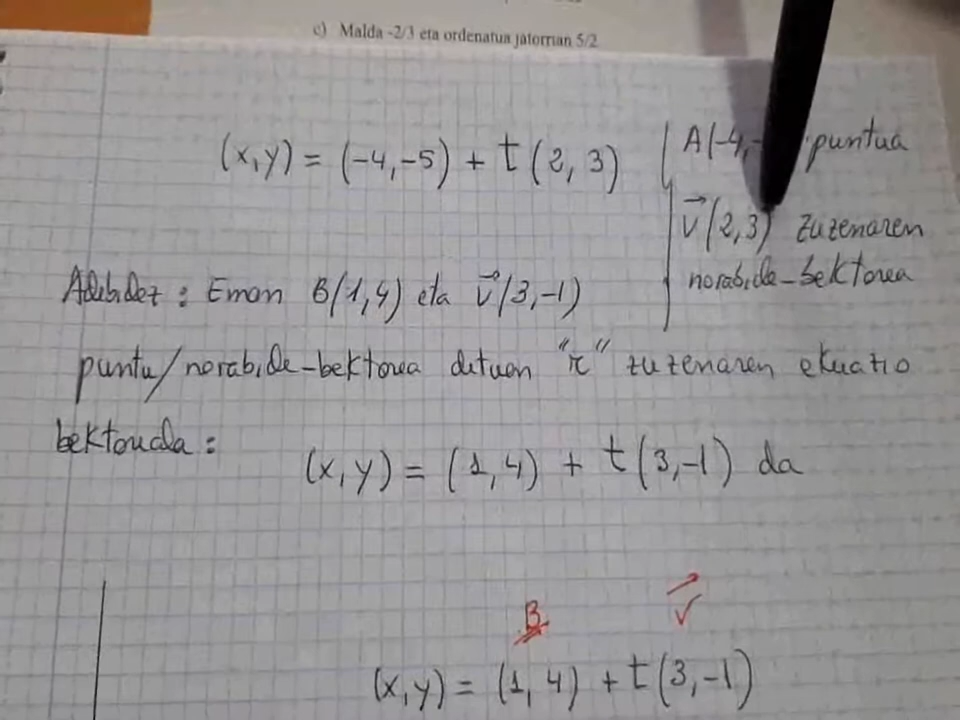 c) Malda -2/3 eta ordenatua jatorrian 5/2
(x,y) = (-4,-5) + t(2, 3)
A(-4,- puntua
v⃗(2,3) zuzenaren
norabide-bektorea
Adibidez : Eman B(1,4) eta v⃗(3,-1)
puntu/norabide-bektorea dituen "r" zuzenaren ekuazio
bektoriala :
(x,y) = (1,4) + t(3,-1) da
B v⃗
(x,y) = (1,4) + t(3,-1)